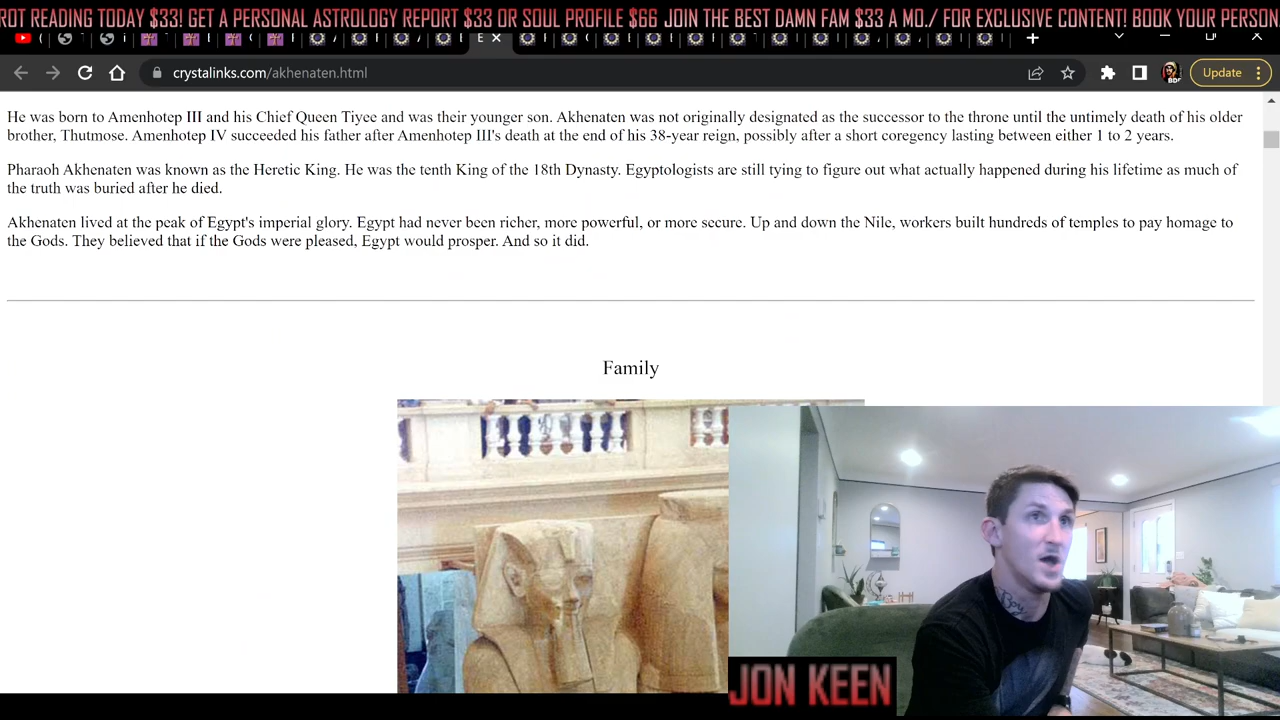 ROT READING TODAY $33! GET A PERSONAL ASTROLOGY REPORT $33 OR SOUL PROFILE $66 JOIN THE BEST DAMN FAM $33 A MO./ FOR EXCLUSIVE CONTENT! BOOK YOUR PERSON
crystalinks.com/akhenaten.html
Update
He was born to Amenhotep III and his Chief Queen Tiyee and was their younger son. Akhenaten was not originally designated as the successor to the throne until the untimely death of his older
brother, Thutmose. Amenhotep IV succeeded his father after Amenhotep III's death at the end of his 38-year reign, possibly after a short coregency lasting between either 1 to 2 years.
Pharaoh Akhenaten was known as the Heretic King. He was the tenth King of the 18th Dynasty. Egyptologists are still tying to figure out what actually happened during his lifetime as much of
the truth was buried after he died.
Akhenaten lived at the peak of Egypt's imperial glory. Egypt had never been richer, more powerful, or more secure. Up and down the Nile, workers built hundreds of temples to pay homage to
the Gods. They believed that if the Gods were pleased, Egypt would prosper. And so it did.
Family
JON KEEN